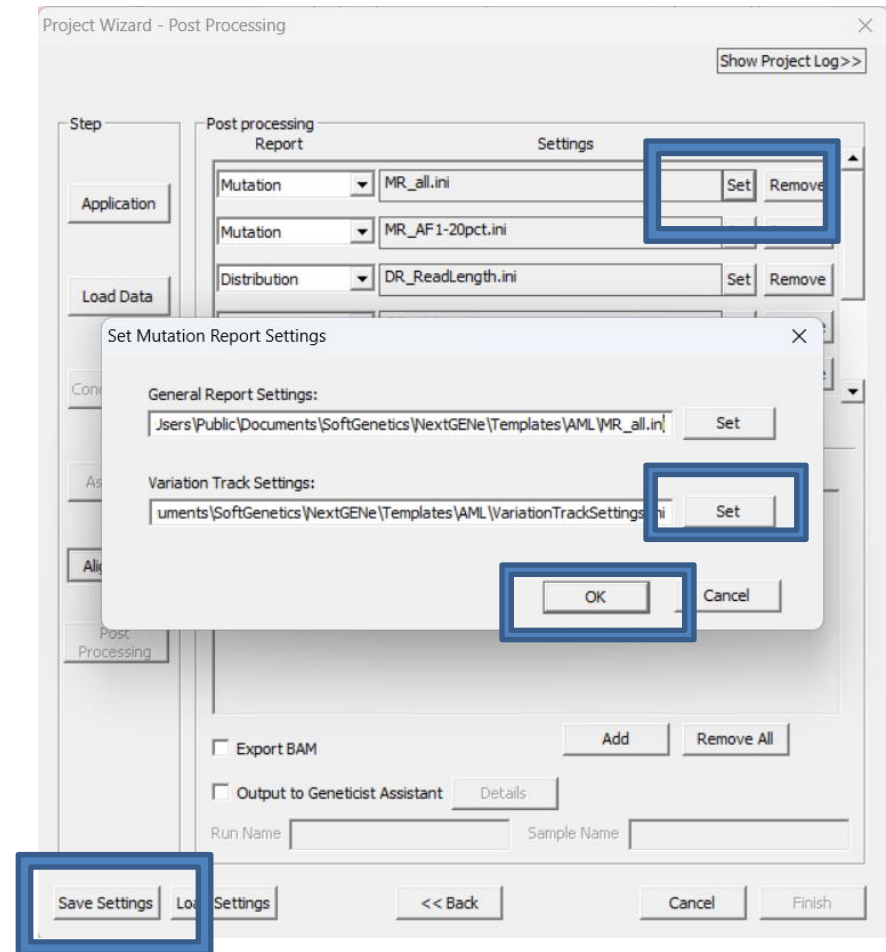 Project Wizard - Post Processing
Show Project Log>>
Step
Post processing
Report Settings
Application
Mutation MR_all.ini Set Remove
Mutation MR_AF1-20pct.ini
Load Data
Distribution DR_ReadLength.ini Set Remove
Set Mutation Report Settings
General Report Settings:
Jsers\Public\Documents\SoftGenetics\NextGENe\Templates\AML\MR_all.in Set
Variation Track Settings:
uments\SoftGenetics\NextGENe\Templates\AML\VariationTrackSettings Set
OK Cancel
Post
Processing
Export BAM
Add Remove All
Output to Geneticist Assistant Details
Run Name Sample Name
Save Settings Settings << Back Cancel Finish